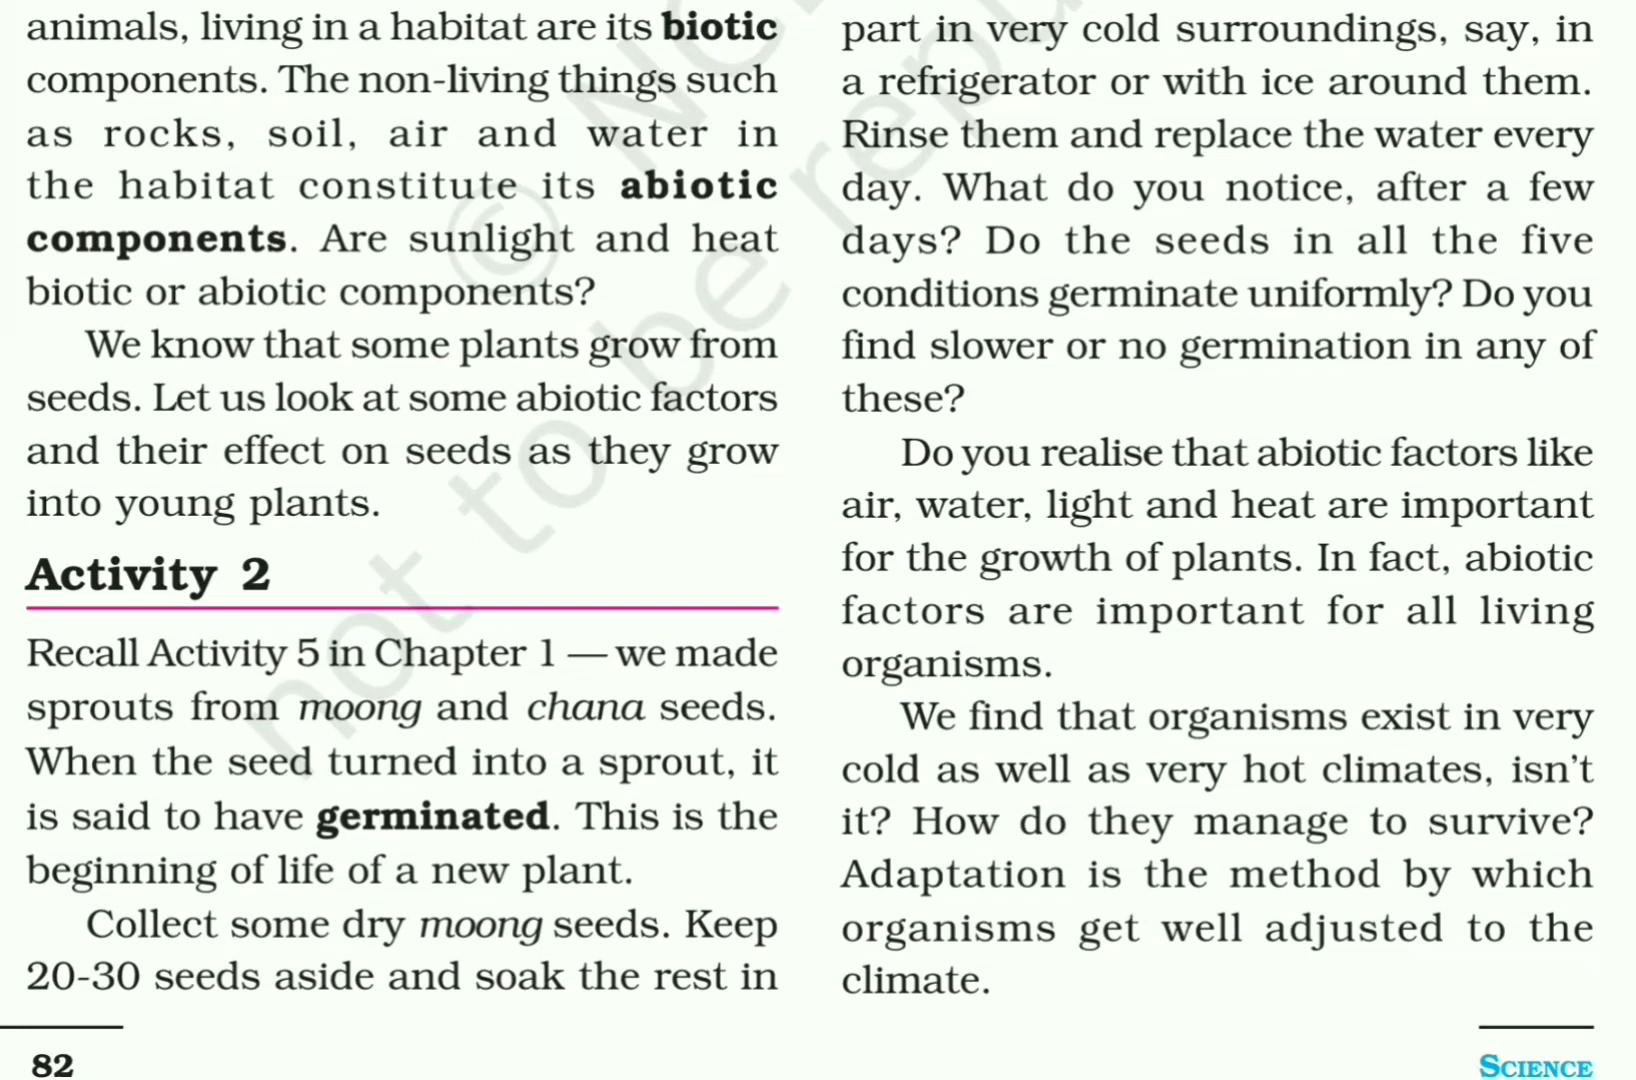 animals, living in a habitat are its biotic
components. The non-living things such
as rocks, soil, air and water in
the habitat constitute its abiotic
components. Are sunlight and heat
biotic or abiotic components?
We know that some plants grow from
seeds. Let us look at some abiotic factors
and their effect on seeds as they grow
into young plants.
Activity 2
Recall Activity 5 in Chapter 1 — we made
sprouts from moong and chana seeds.
When the seed turned into a sprout, it
is said to have germinated. This is the
beginning of life of a new plant.
Collect some dry moong seeds. Keep
20-30 seeds aside and soak the rest in
part in very cold surroundings, say, in
a refrigerator or with ice around them.
Rinse them and replace the water every
day. What do you notice, after a few
days? Do the seeds in all the five
conditions germinate uniformly? Do you
find slower or no germination in any of
these?
Do you realise that abiotic factors like
air, water, light and heat are important
for the growth of plants. In fact, abiotic
factors are important for all living
organisms.
We find that organisms exist in very
cold as well as very hot climates, isn't
it? How do they manage to survive?
Adaptation is the method by which
organisms get well adjusted to the
climate.
82
SCIENCE
©
not to be